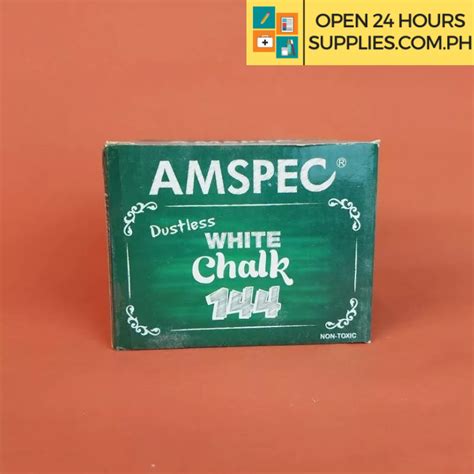 OPEN 24 HOURS
SUPPLIES.COM.PH
AMSPEC®
Dustless
WHITE
Chalk
144
NON-TOXIC